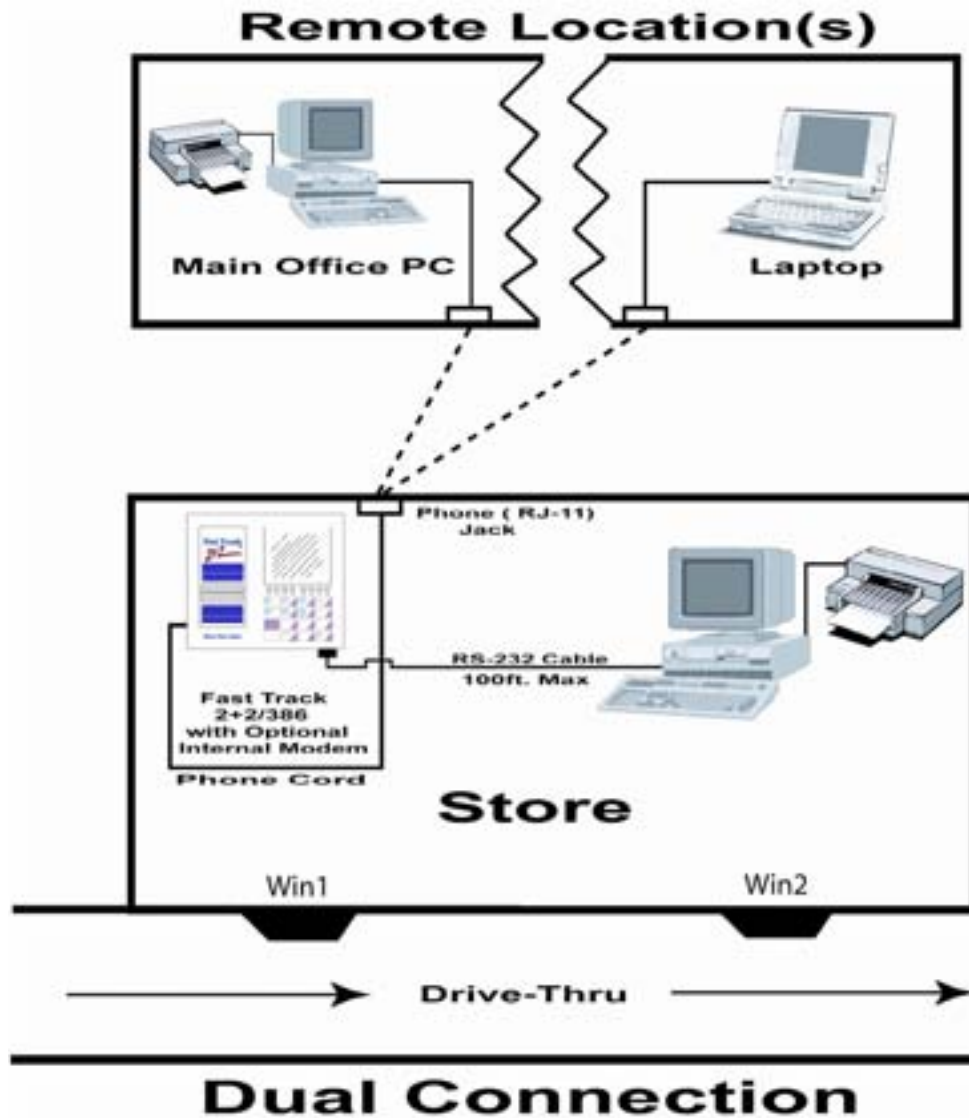 Remote Location(s)
Main Office PC
Laptop
Phone ( RJ-11)
Jack
RS-232 Cable
100ft. Max
Fast Track
2+2/386
with Optional
Internal Modem
Phone Cord
Store
Win1
Win2
Drive-Thru
Dual Connection